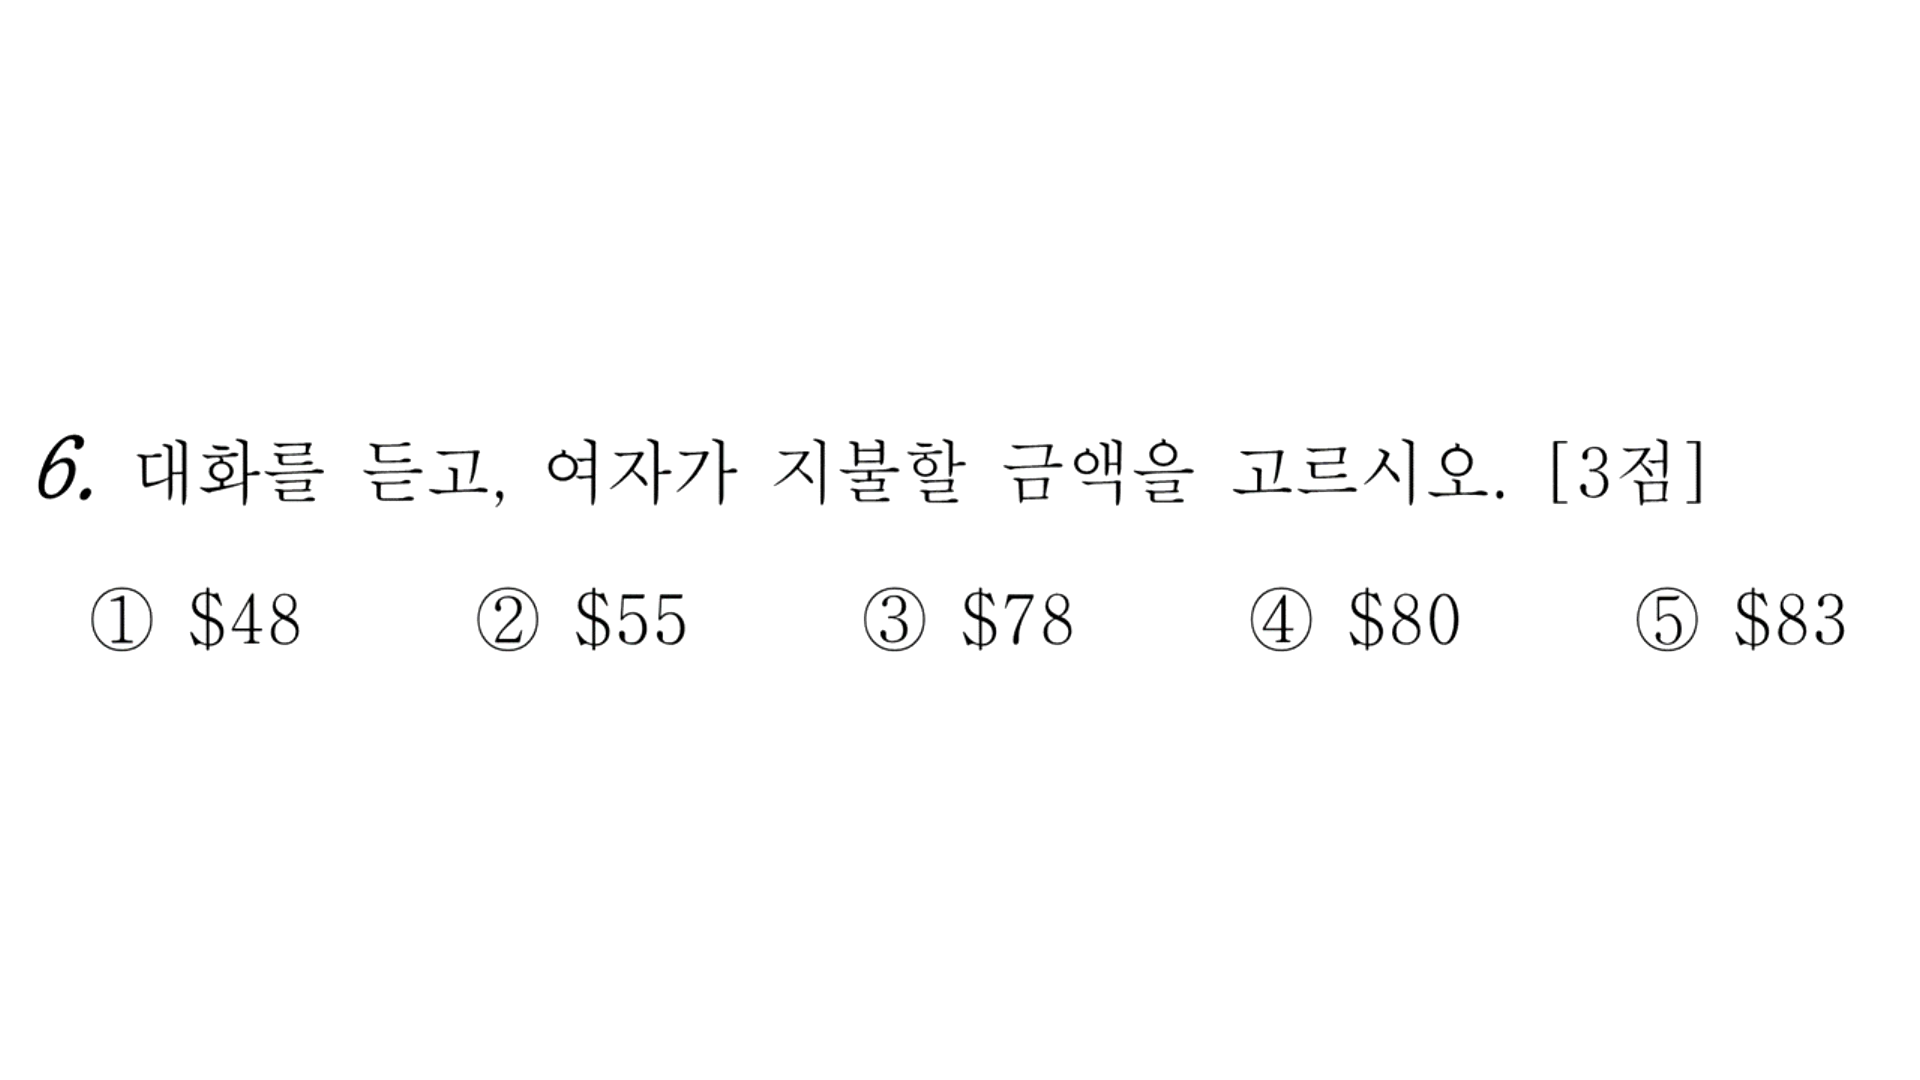 6. 대화를 듣고, 여자가 지불할 금액을 고르시오. [3점]
① $48 ② $55 ③ $78 ④ $80 ⑤ $83